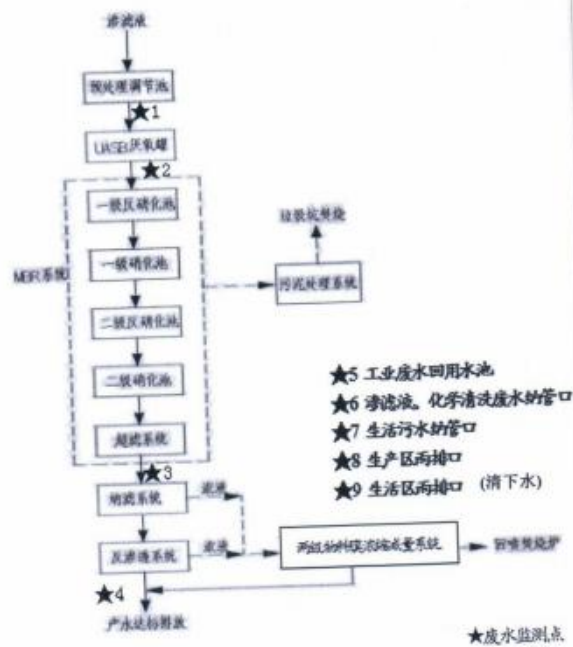 渗滤液
预处理调节池
★1
UASB厌氧罐
★2
一级反硝化池
垃圾坑焚烧
MBR系统
一级硝化池
污泥处理系统
二级反硝化池
二级硝化池
★5 工业废水回用水池
★6 渗滤液、化学清洗废水纳管口
★7 生活污水纳管口
超滤系统
★8 生产区雨排口
★3
★9 生活区雨排口 (清下水)
纳滤系统
浓液
反渗透系统
浓液
两级物料膜浓缩减量系统
回喷焚烧炉
★4
产水达标排放
★废水监测点